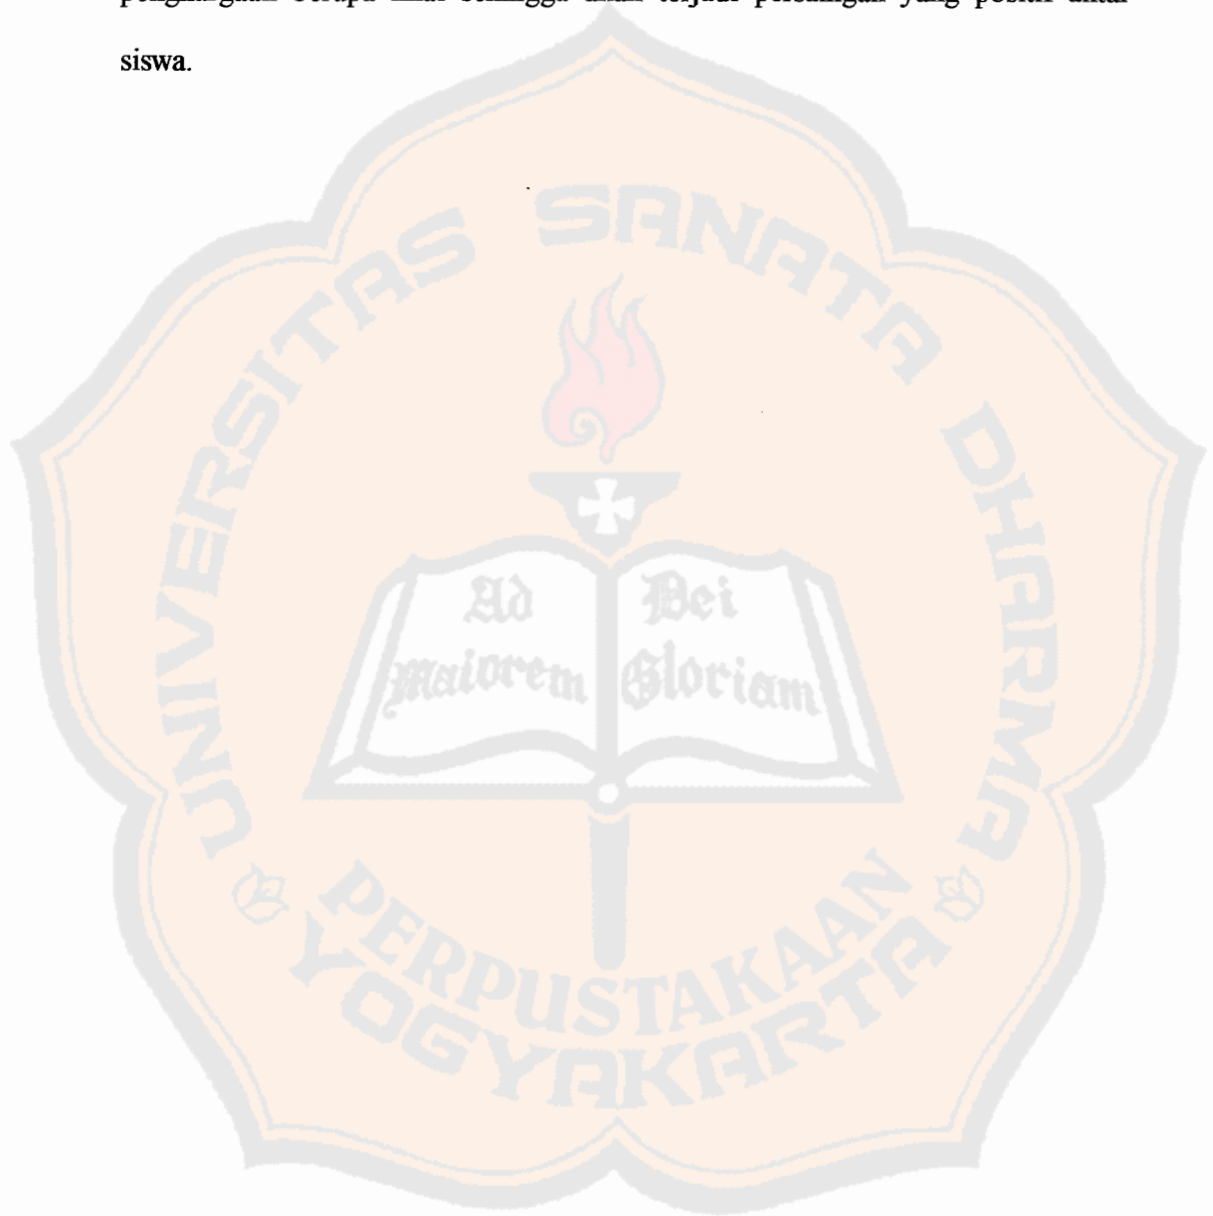 siswa.
UNIVERSITAS SANATA DHARMA
Ad Dei
Maiorem Gloriam
PERPUSTAKAAN
YOGYAKARTA